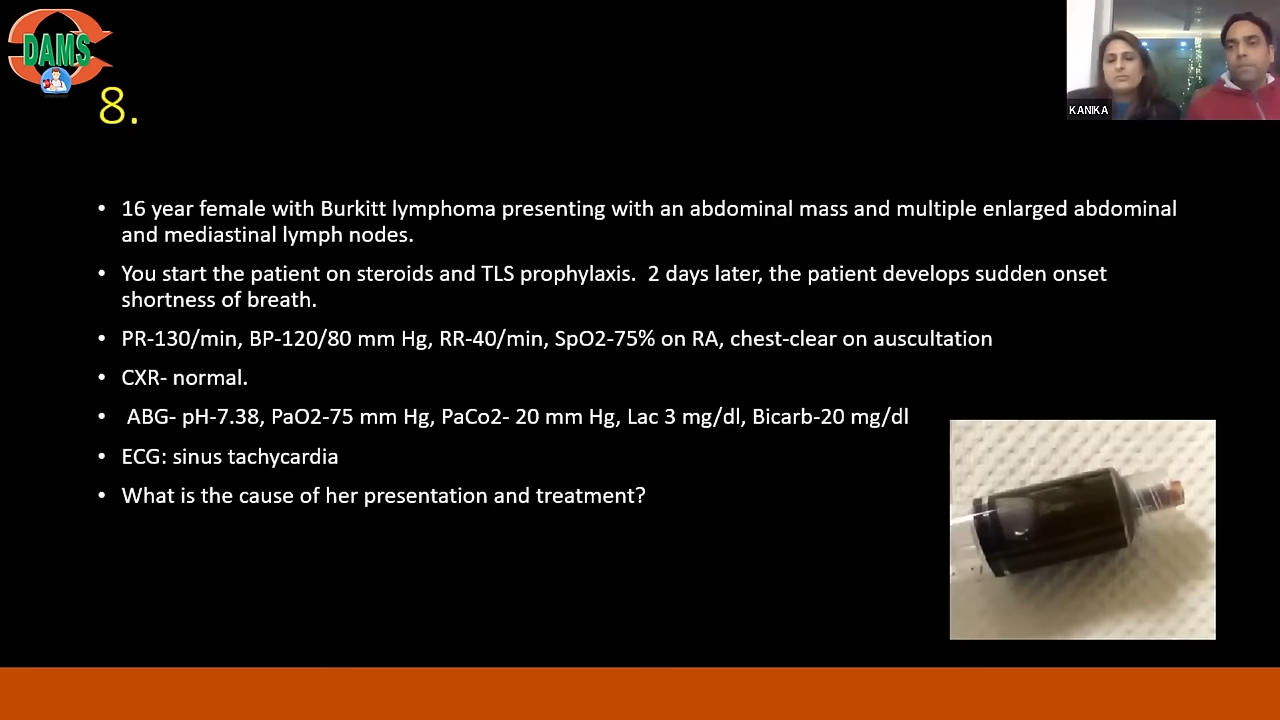 DAMS
KANIKA
8.
• 16 year female with Burkitt lymphoma presenting with an abdominal mass and multiple enlarged abdominal
and mediastinal lymph nodes.
• You start the patient on steroids and TLS prophylaxis.  2 days later, the patient develops sudden onset
shortness of breath.
• PR-130/min, BP-120/80 mm Hg, RR-40/min, SpO2-75% on RA, chest-clear on auscultation
• CXR- normal.
• ABG- pH-7.38, PaO2-75 mm Hg, PaCo2- 20 mm Hg, Lac 3 mg/dl, Bicarb-20 mg/dl
• ECG: sinus tachycardia
• What is the cause of her presentation and treatment?